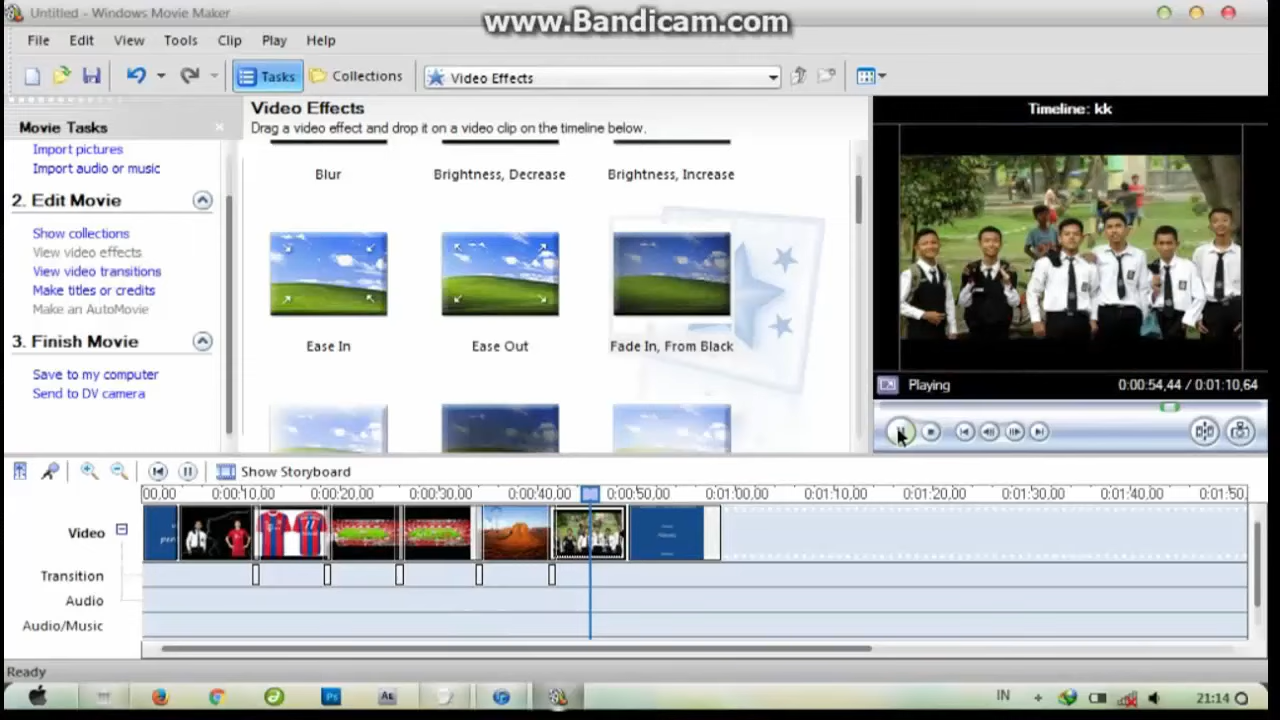 Untitled - Windows Movie Maker
www.Bandicam.com
File Edit View Tools Clip Play Help
Tasks Collections Video Effects
Movie Tasks
Import pictures
Import audio or music
2. Edit Movie
Show collections
View video effects
View video transitions
Make titles or credits
Make an AutoMovie
3. Finish Movie
Save to my computer
Send to DV camera
Video Effects
Drag a video effect and drop it on a video clip on the timeline below.
Blur Brightness, Decrease Brightness, Increase
Ease In Ease Out Fade In, From Black
Timeline: kk
Playing 0:00:54,44 / 0:01:10,64
Show Storyboard
00.00 0:00:10.00 0:00:20.00 0:00:30.00 0:00:40.00 0:00:50.00 0:01:00.00 0:01:10.00 0:01:20.00 0:01:30.00 0:01:40.00 0:01:50.
Video
Transition
Audio
Audio/Music
Ready
Ps Ae IN 21:14